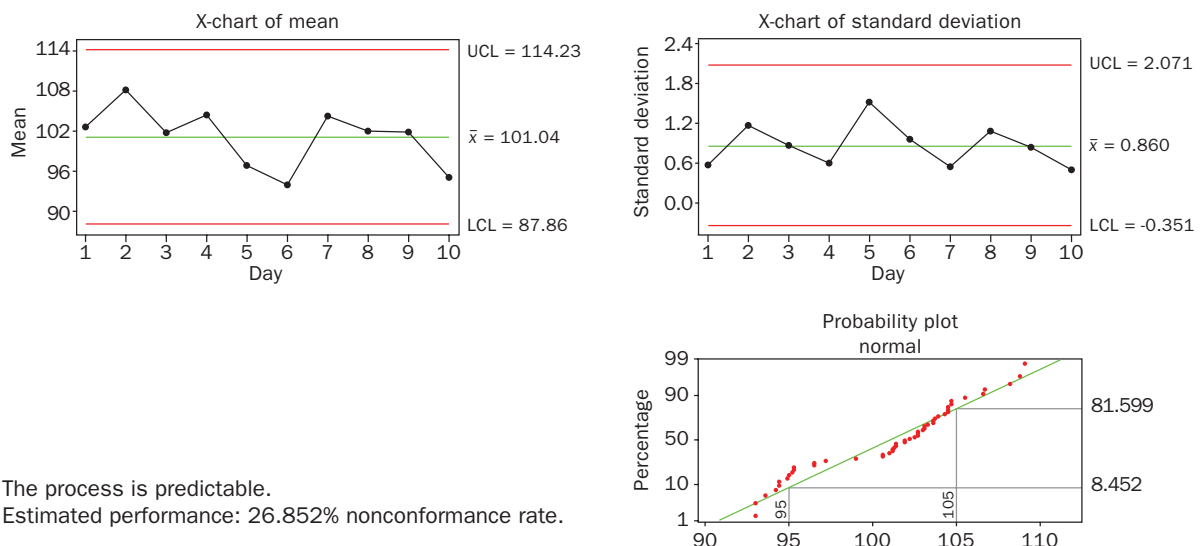 X-chart of mean
114
108
102
96
90
Mean
UCL = 114.23
x̄ = 101.04
LCL = 87.86
1 2 3 4 5 6 7 8 9 10
Day
X-chart of standard deviation
2.4
1.8
1.2
0.6
0.0
Standard deviation
UCL = 2.071
x̄ = 0.860
LCL = -0.351
1 2 3 4 5 6 7 8 9 10
Day
Probability plot
normal
99
90
50
10
1
Percentage
81.599
8.452
95
105
90 95 100 105 110
The process is predictable.
Estimated performance: 26.852% nonconformance rate.